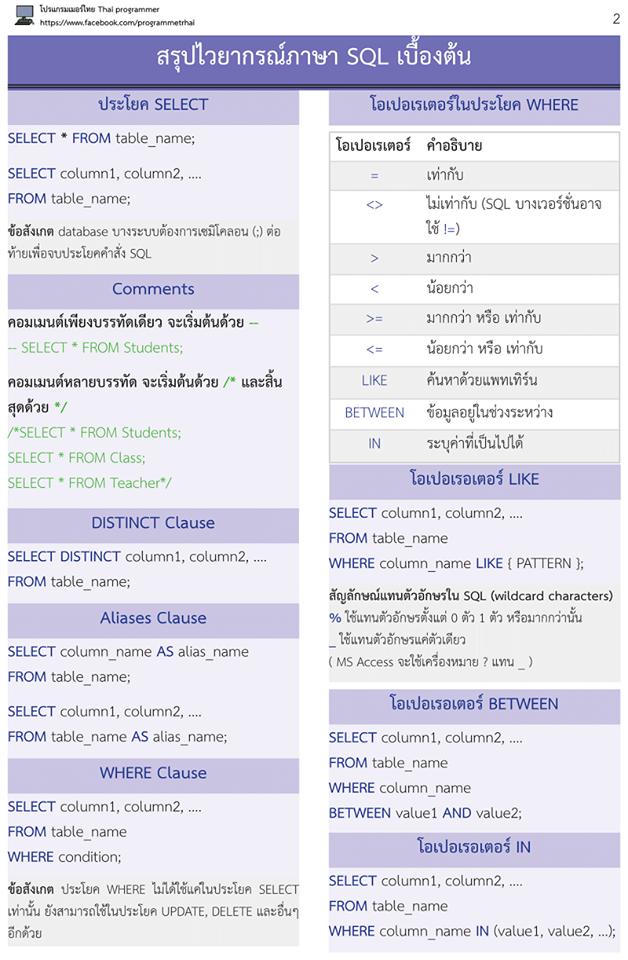 โปรแกรมเมอร์ไทย Thai programmer
https://www.facebook.com/programmetrhai
2
สรุปไวยากรณ์ภาษา SQL เบื้องต้น
ประโยค SELECT
SELECT * FROM table_name;
SELECT column1, column2, ....
FROM table_name;
ข้อสังเกต database บางระบบต้องการเซมิโคลอน (;) ต่อ
ท้ายเพื่อจบประโยคคำสั่ง SQL
Comments
คอมเมนต์เพียงบรรทัดเดียว จะเริ่มต้นด้วย --
-- SELECT * FROM Students;
คอมเมนต์หลายบรรทัด จะเริ่มต้นด้วย /* และสิ้น
สุดด้วย */
/*SELECT * FROM Students;
SELECT * FROM Class;
SELECT * FROM Teacher*/
DISTINCT Clause
SELECT DISTINCT column1, column2, ....
FROM table_name;
Aliases Clause
SELECT column_name AS alias_name
FROM table_name;
SELECT column1, column2, ....
FROM table_name AS alias_name;
WHERE Clause
SELECT column1, column2, ....
FROM table_name
WHERE condition;
ข้อสังเกต ประโยค WHERE ไม่ได้ใช้แค่ในประโยค SELECT
เท่านั้น ยังสามารถใช้ในประโยค UPDATE, DELETE และอื่นๆ
อีกด้วย
โอเปอเรเตอร์ในประโยค WHERE
โอเปอเรเตอร์ คำอธิบาย
= เท่ากับ
<> ไม่เท่ากับ (SQL บางเวอร์ชั่นอาจ
ใช้ !=)
> มากกว่า
< น้อยกว่า
>= มากกว่า หรือ เท่ากับ
<= น้อยกว่า หรือ เท่ากับ
LIKE ค้นหาด้วยแพทเทิร์น
BETWEEN ข้อมูลอยู่ในช่วงระหว่าง
IN ระบุค่าที่เป็นไปได้
โอเปอเรอเตอร์ LIKE
SELECT column1, column2, ....
FROM table_name
WHERE column_name LIKE { PATTERN };
สัญลักษณ์แทนตัวอักษรใน SQL (wildcard characters)
% ใช้แทนตัวอักษรตั้งแต่ 0 ตัว 1 ตัว หรือมากกว่านั้น
_ ใช้แทนตัวอักษรแค่ตัวเดียว
( MS Access จะใช้เครื่องหมาย ? แทน _ )
โอเปอเรอเตอร์ BETWEEN
SELECT column1, column2, ....
FROM table_name
WHERE column_name
BETWEEN value1 AND value2;
โอเปอเรอเตอร์ IN
SELECT column1, column2, ....
FROM table_name
WHERE column_name IN (value1, value2, ...);